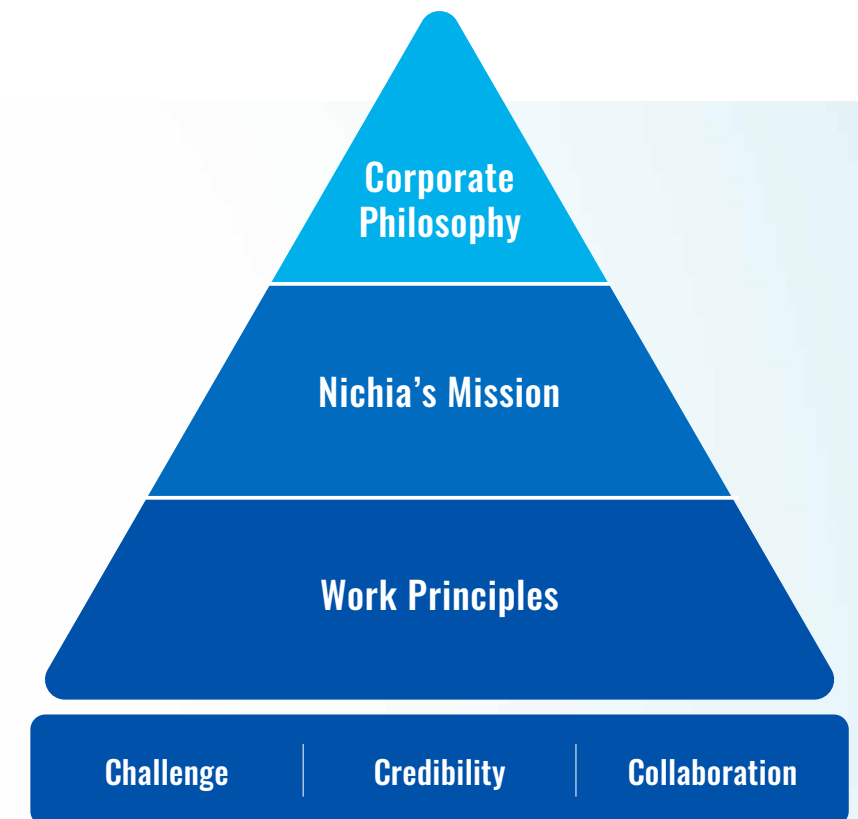 Corporate
Philosophy
Nichia’s Mission
Work Principles
Challenge
Credibility
Collaboration